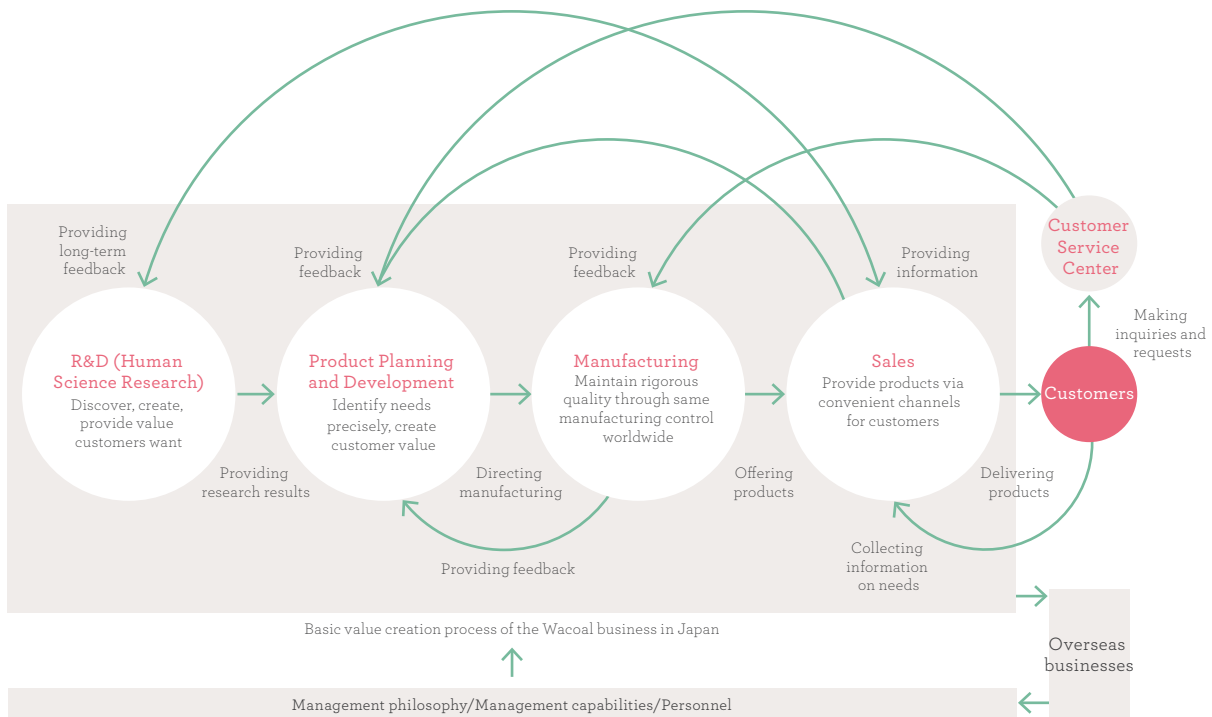 Providing
long-term
feedback
Providing
feedback
Providing
feedback
Providing
information
Customer
Service
Center
Making
inquiries and
requests
R&D (Human
Science Research)
Discover, create,
provide value
customers want
Product Planning
and Development
Identify needs
precisely, create
customer value
Manufacturing
Maintain rigorous
quality through same
manufacturing control
worldwide
Sales
Provide products via
convenient channels
for customers
Customers
Providing
research results
Directing
manufacturing
Offering
products
Delivering
products
Providing feedback
Collecting
information
on needs
Basic value creation process of the Wacoal business in Japan
Overseas
businesses
Management philosophy/Management capabilities/Personnel